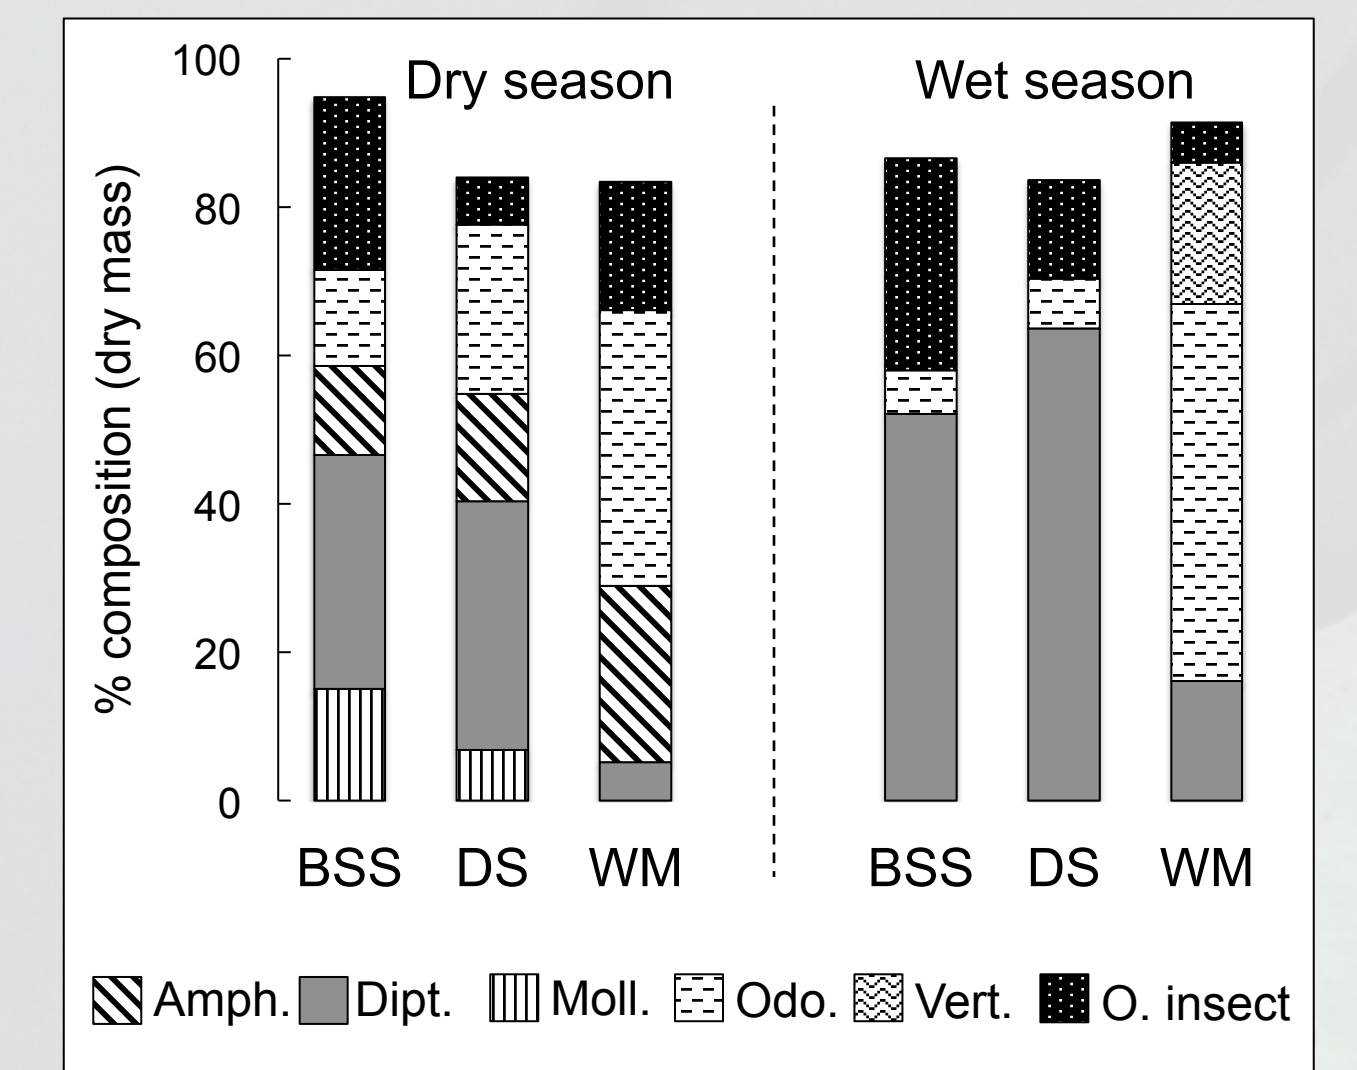 Dry season Wet season
100
80
60
40
20
0
% composition (dry mass)
BSS DS WM BSS DS WM
Amph. Dipt. Moll. Odo. Vert. O. insect